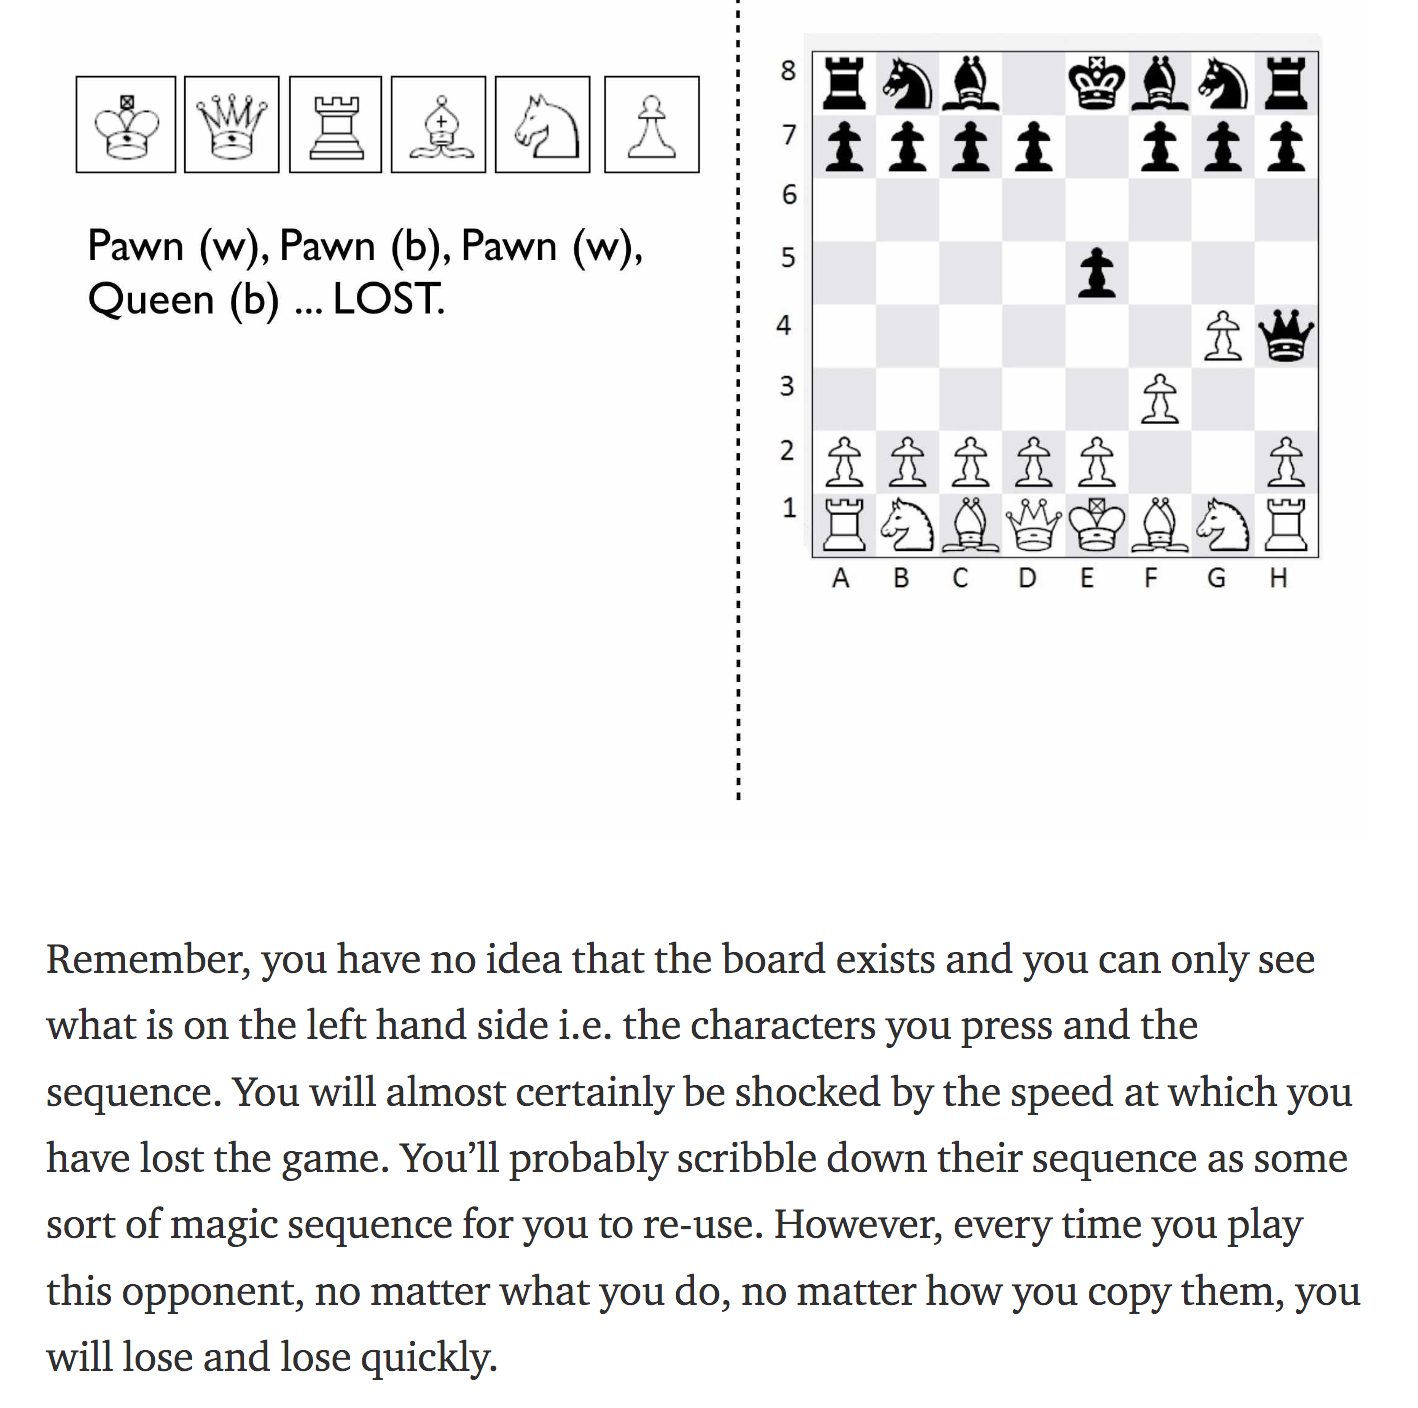 Pawn (w), Pawn (b), Pawn (w),
Queen (b) ... LOST.
8
7
6
5
4
3
2
1
A B C D E F G H
Remember, you have no idea that the board exists and you can only see
what is on the left hand side i.e. the characters you press and the
sequence. You will almost certainly be shocked by the speed at which you
have lost the game. You’ll probably scribble down their sequence as some
sort of magic sequence for you to re-use. However, every time you play
this opponent, no matter what you do, no matter how you copy them, you
will lose and lose quickly.